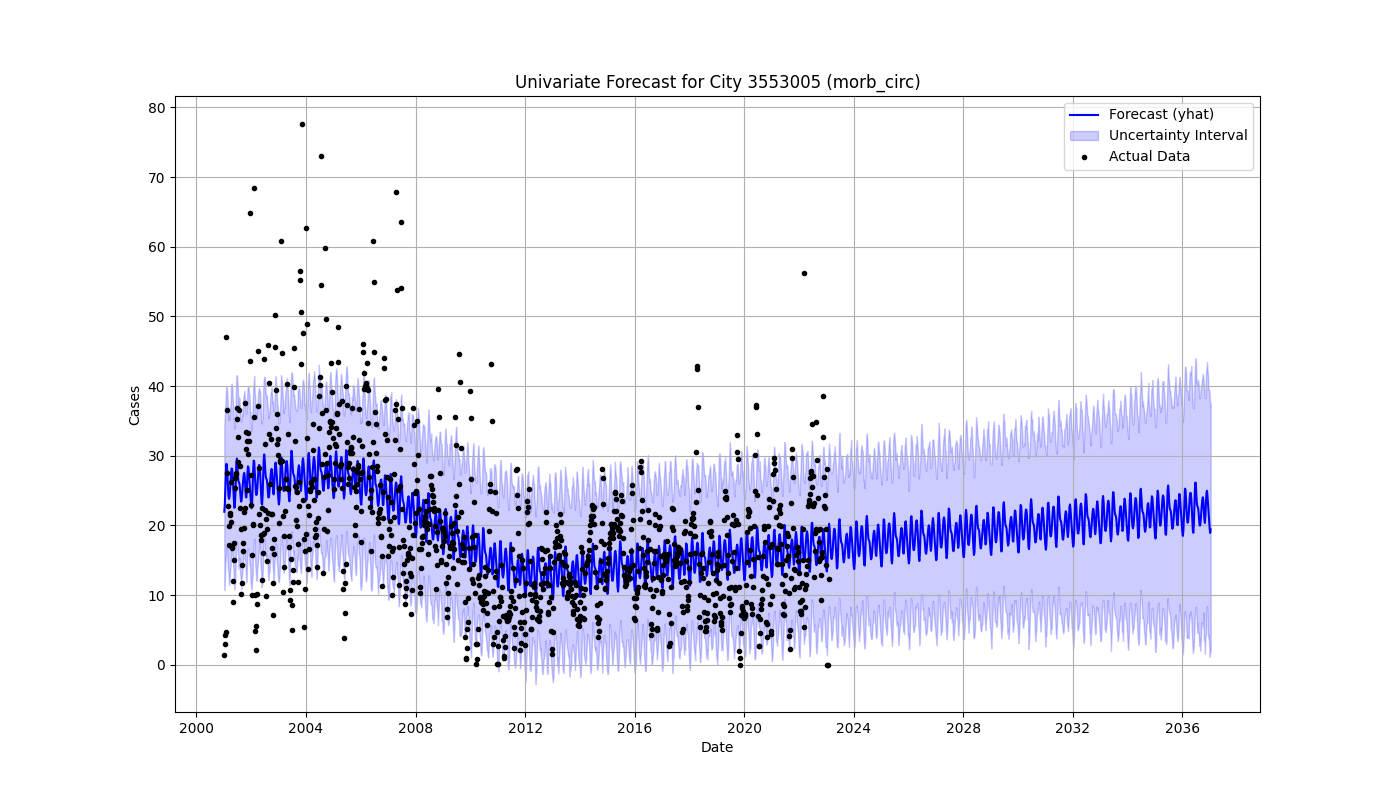 Univariate Forecast for City 3553005 (morb_circ)
Forecast (yhat)
Uncertainty Interval
Actual Data
Cases
80
70
60
50
40
30
20
10
0
2000 2004 2008 2012 2016 2020 2024 2028 2032 2036
Date